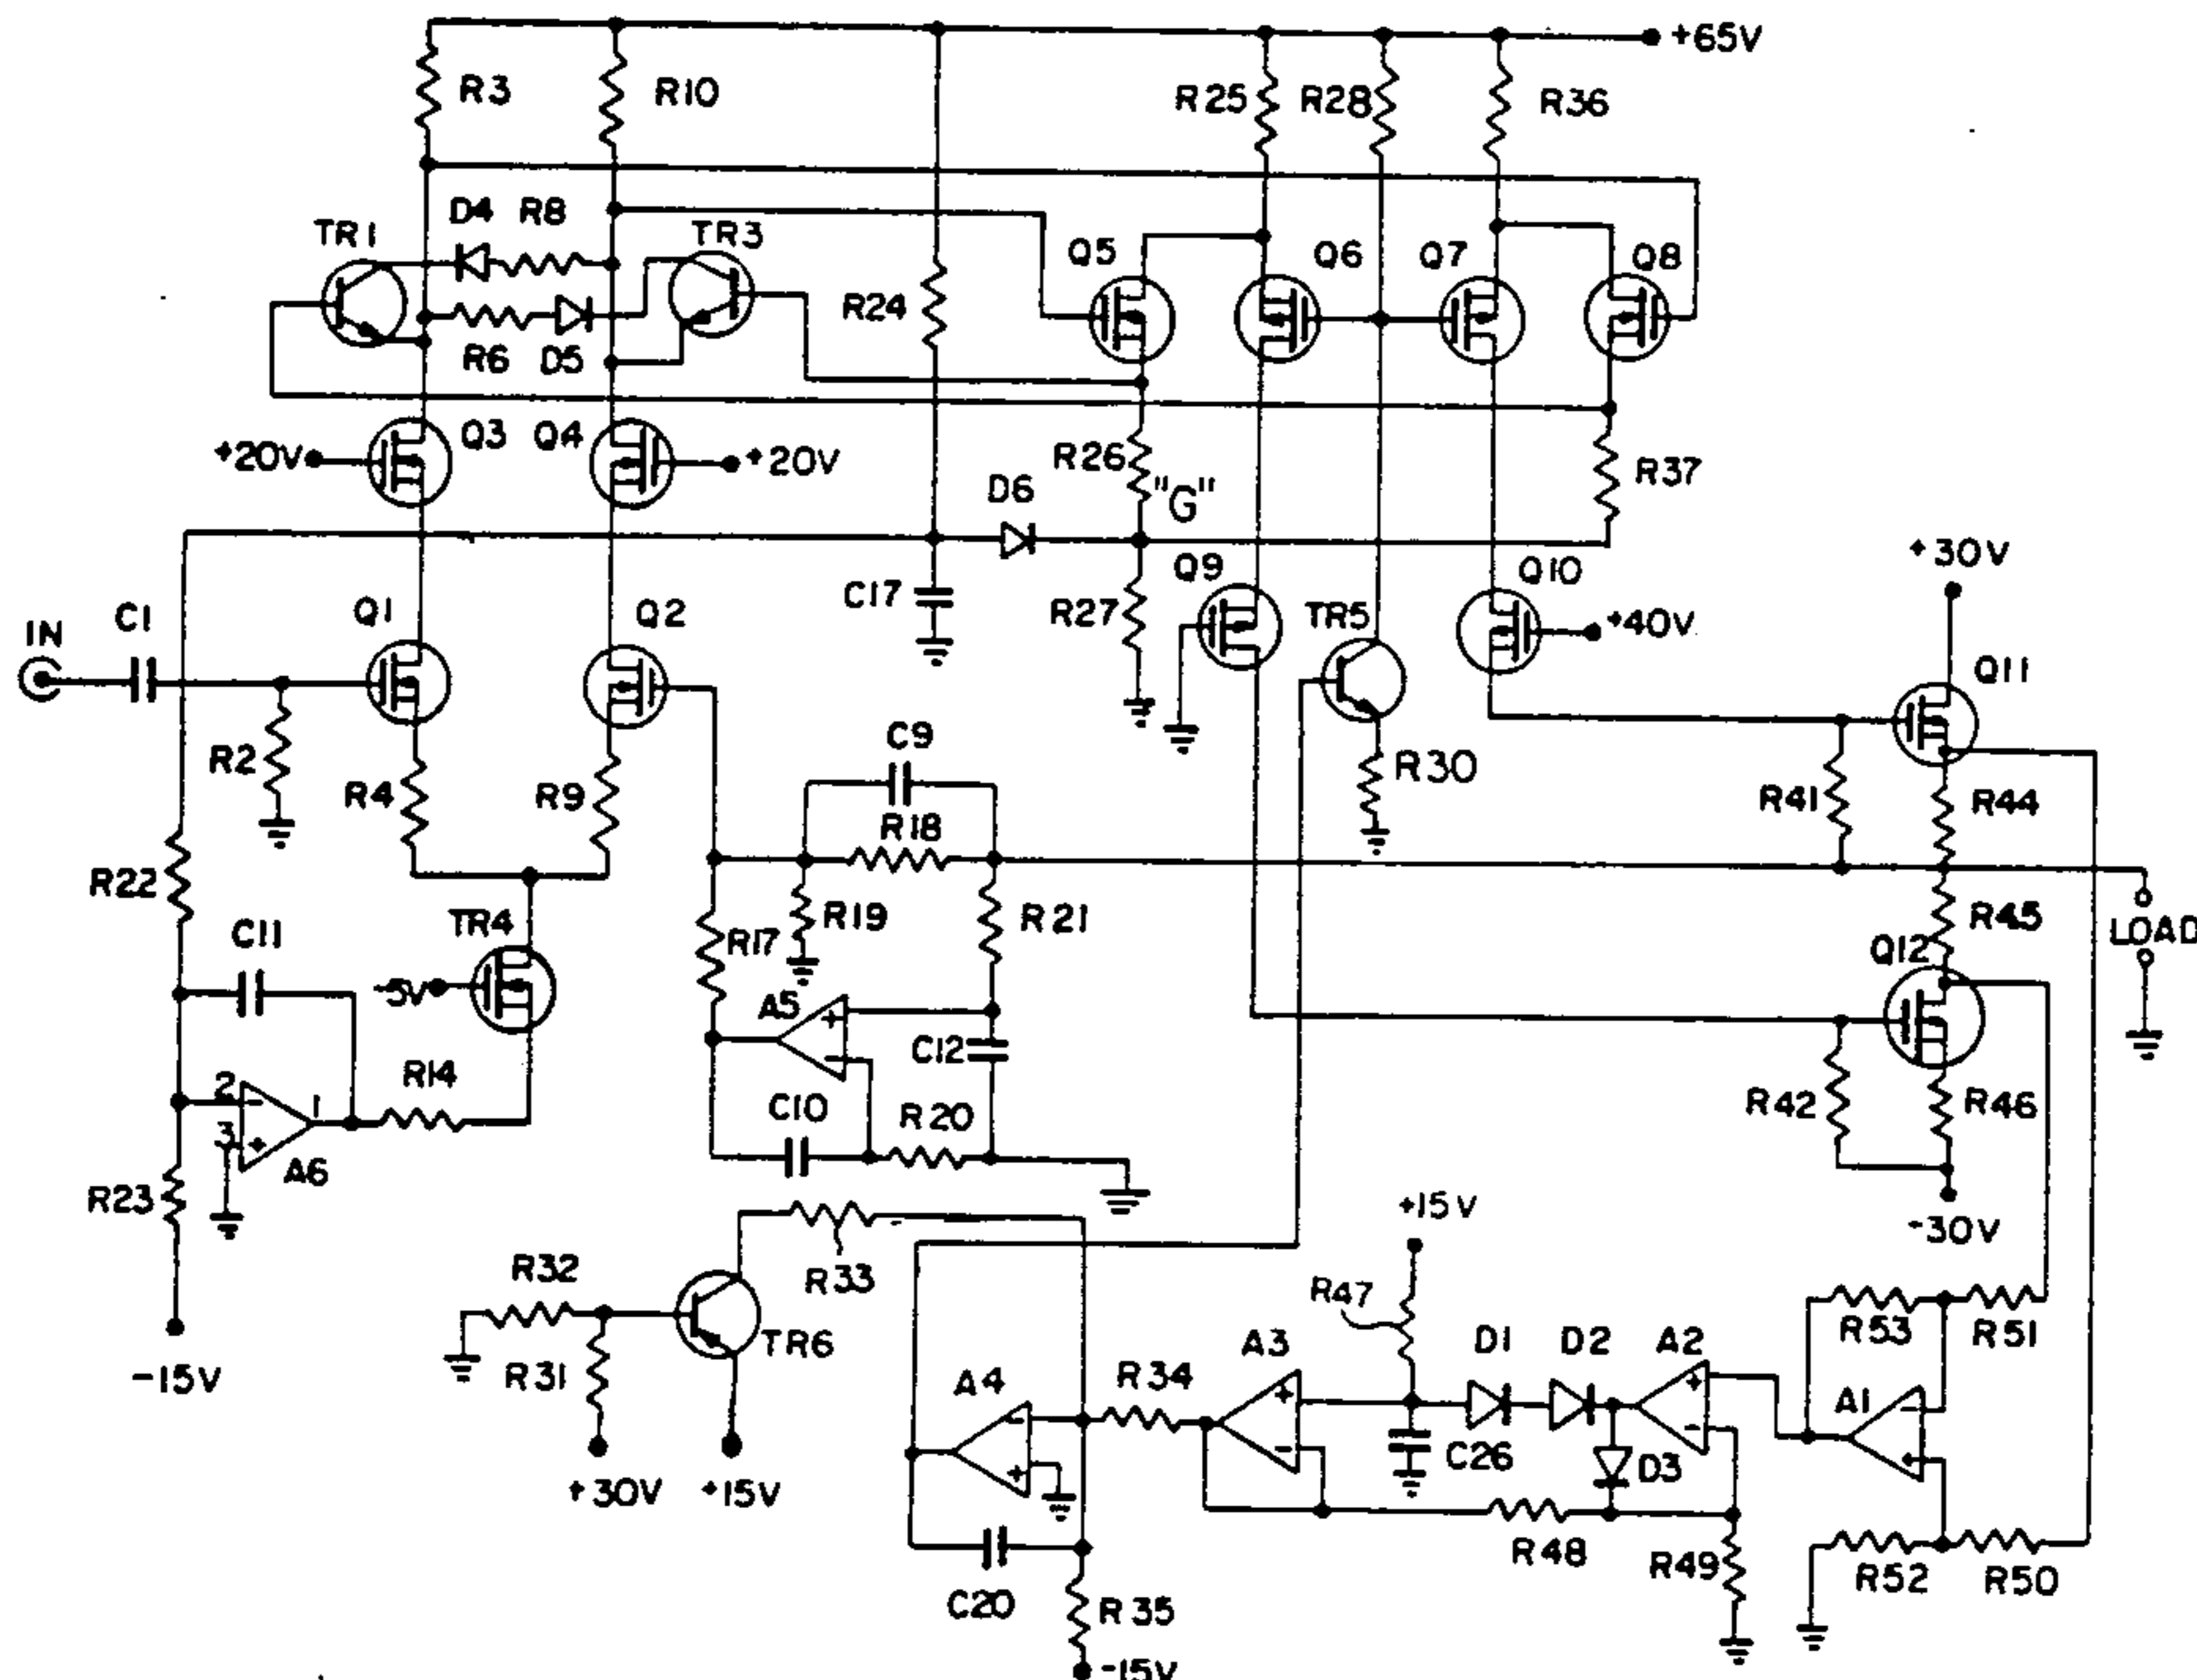 +65V
R3
R10
R25
R28
R36
TR1
D4
R8
TR3
Q5
Q6
Q7
Q8
R24
R6
D5
+20V
Q3
Q4
+20V
R26
"G"
R37
D6
Q9
Q10
+30V
IN
C1
Q1
Q2
C17
R27
TR5
+40V
Q11
R2
R4
R9
C9
R18
R30
R41
R44
R22
C11
TR4
R17
R19
R21
R45
Q12
LOAD
-5V
A5
C12
R14
C10
R20
R42
R46
2
1
3
-
+
A6
R23
-15V
R32
R33
R31
TR6
+30V
+15V
+15V
-30V
R47
A3
D1
D2
A2
R53
R51
A4
R34
A1
C26
D3
R48
R49
R52
R50
C20
R35
-15V